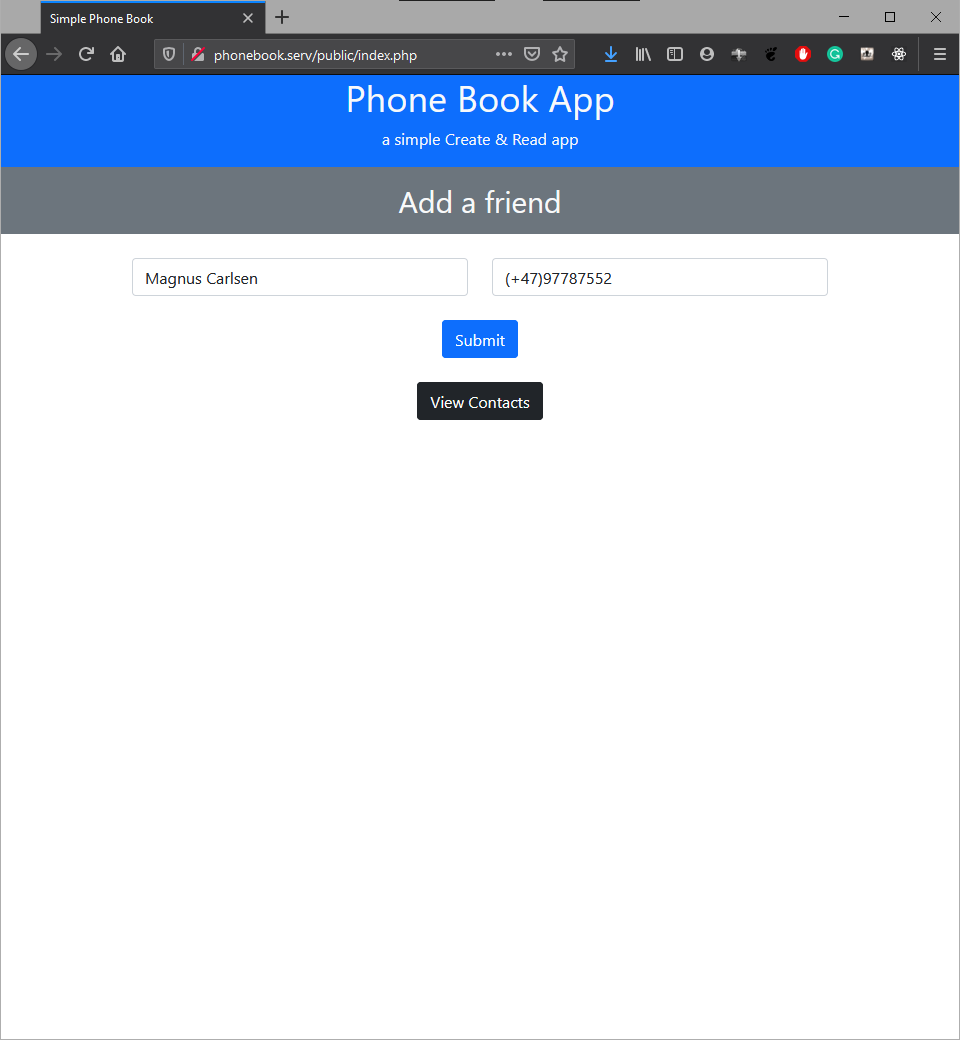 Simple Phone Book
phonebook.serv/public/index.php
Phone Book App
a simple Create & Read app
Add a friend
Magnus Carlsen
(+47)97787552
Submit
View Contacts